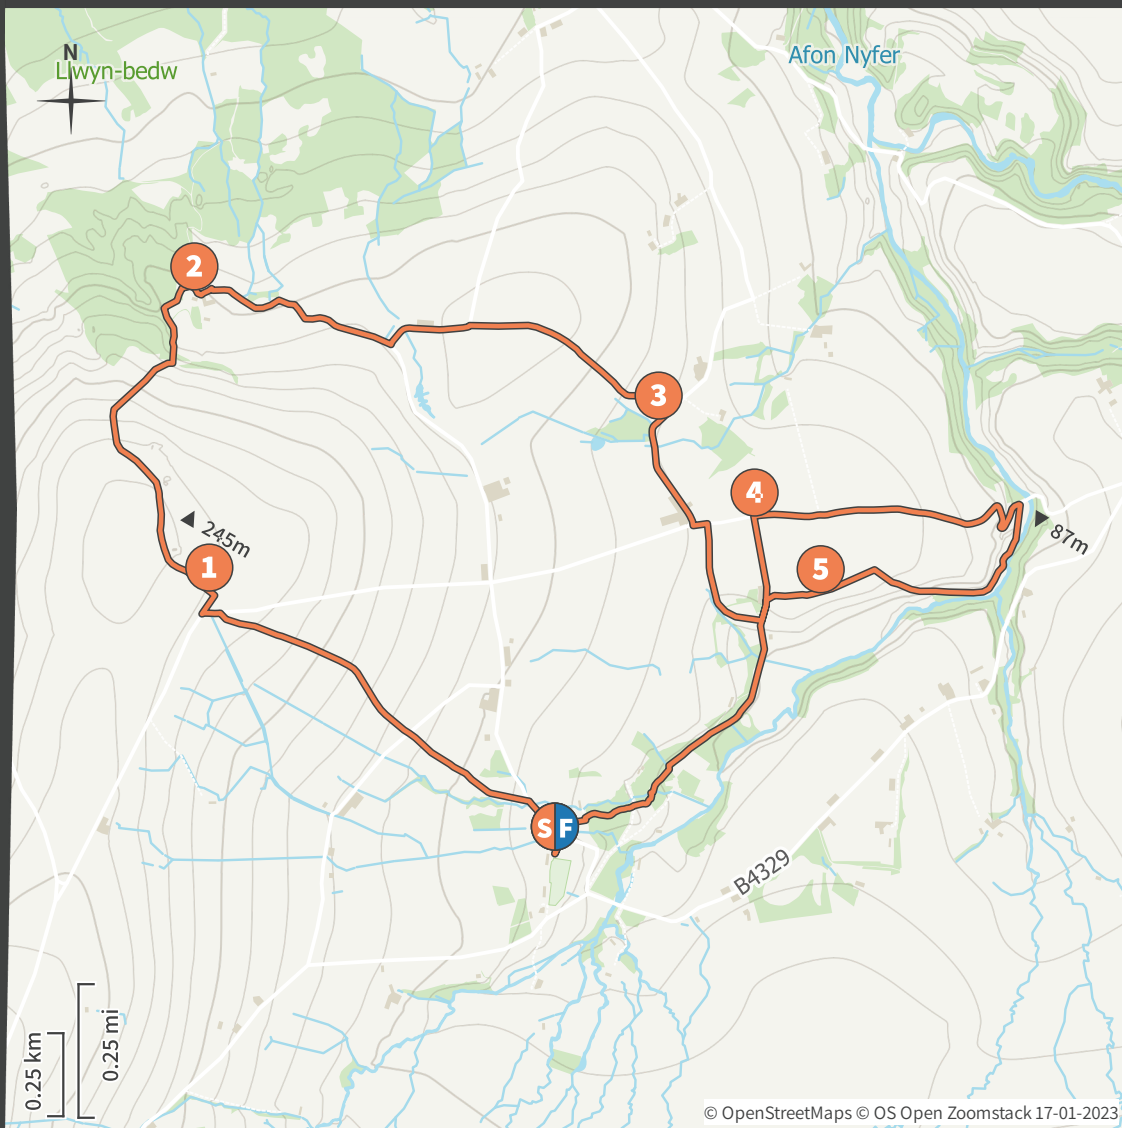 N
Llwyn-bedw
Afon Nyfer
2
3
4
245m
87m
1
5
S F
B4329
0.25 km
0.25 mi
© OpenStreetMaps © OS Open Zoomstack 17-01-2023